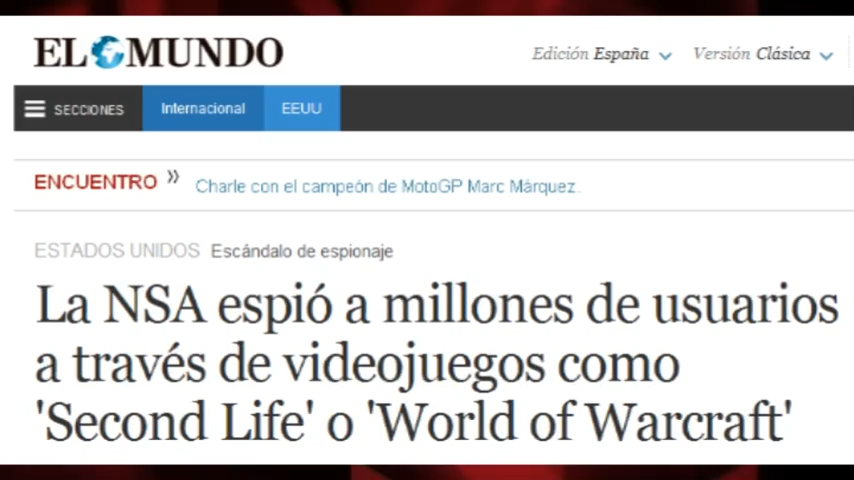 EL MUNDO
Edición España Versión Clásica
SECCIONES Internacional EEUU
ENCUENTRO » Charle con el campeón de MotoGP Marc Márquez.
ESTADOS UNIDOS Escándalo de espionaje
La NSA espió a millones de usuarios
a través de videojuegos como
'Second Life' o 'World of Warcraft'